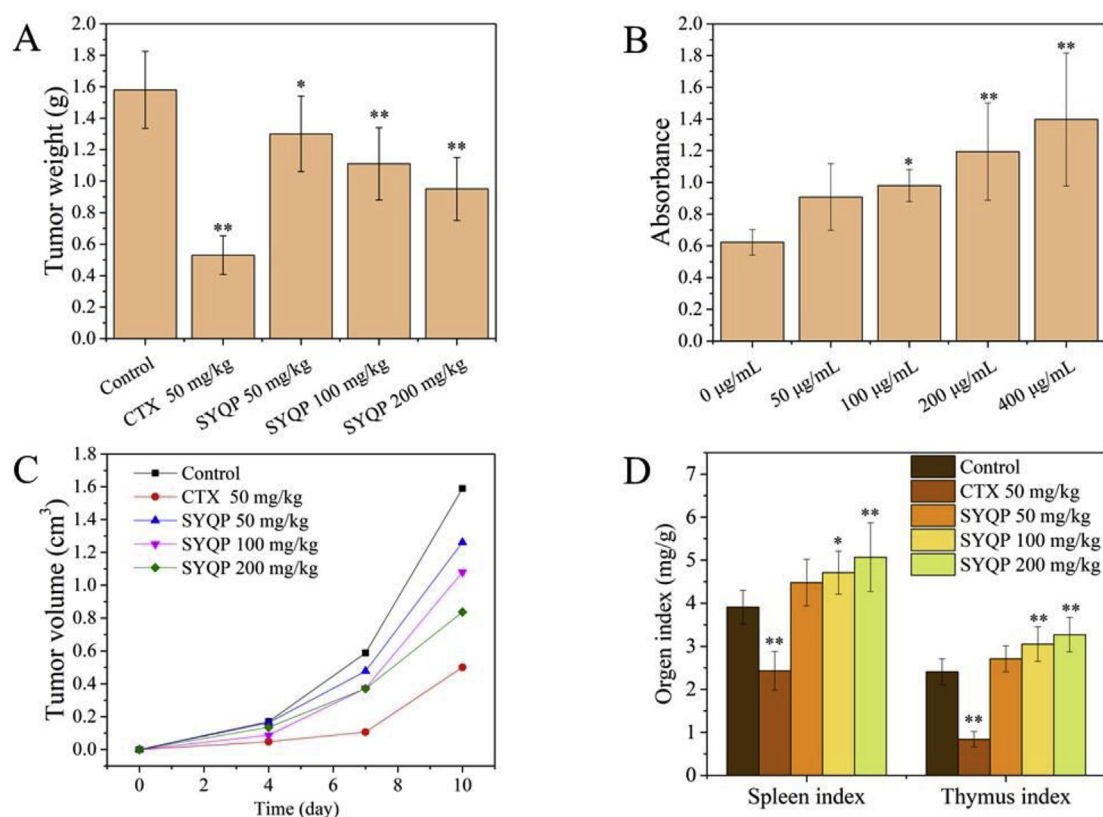 A
Tumor weight (g)
2.0
1.8
1.6
1.4
1.2
1.0
0.8
0.6
0.4
0.2
0.0
**
*
**
**
Control
CTX 50 mg/kg
SYQP 50 mg/kg
SYQP 100 mg/kg
SYQP 200 mg/kg
B
Absorbance
2.0
1.8
1.6
1.4
1.2
1.0
0.8
0.6
0.4
0.2
0.0
*
**
**
0 μg/mL
50 μg/mL
100 μg/mL
200 μg/mL
400 μg/mL
C
Tumor volume (cm³)
1.8
1.6
1.4
1.2
1.0
0.8
0.6
0.4
0.2
0.0
Control
CTX 50 mg/kg
SYQP 50 mg/kg
SYQP 100 mg/kg
SYQP 200 mg/kg
0 2 4 6 8 10
Time (day)
D
Orgen index (mg/g)
7
6
5
4
3
2
1
0
Control
CTX 50 mg/kg
SYQP 50 mg/kg
SYQP 100 mg/kg
SYQP 200 mg/kg
**
*
**
**
**
**
Spleen index Thymus index